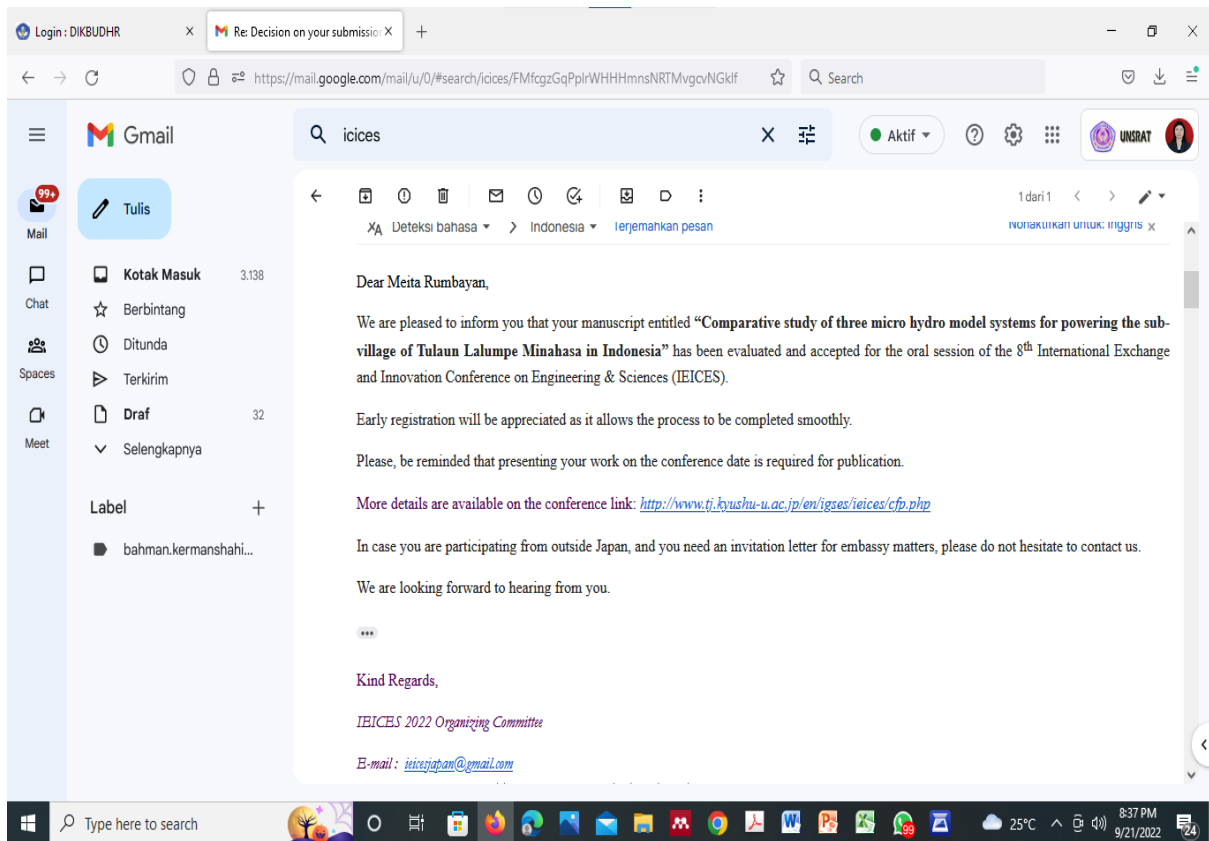 Login : DIKBUDHR
Re: Decision on your submission
https://mail.google.com/mail/u/0/#search/icices/FMfcgzGqPplrWHHHmnsNRTMvgcvNGklf
Search
Gmail
icices
Aktif
UNSRAT
99+
Mail
Tulis
1 dari 1
Deteksi bahasa > Indonesia Terjemahkan pesan
Nonaktifkan untuk: Inggris x
Chat
Spaces
Meet
Kotak Masuk 3.138
Berbintang
Ditunda
Terkirim
Draf 32
Selengkapnya
Label +
bahman.kermanshahi...
Dear Meita Rumbayan,
We are pleased to inform you that your manuscript entitled “Comparative study of three micro hydro model systems for powering the sub-
village of Tulaun Lalumpe Minahasa in Indonesia” has been evaluated and accepted for the oral session of the 8th International Exchange
and Innovation Conference on Engineering & Sciences (IEICES).
Early registration will be appreciated as it allows the process to be completed smoothly.
Please, be reminded that presenting your work on the conference date is required for publication.
More details are available on the conference link: http://www.tj.kyushu-u.ac.jp/en/igses/ieices/cfp.php
In case you are participating from outside Japan, and you need an invitation letter for embassy matters, please do not hesitate to contact us.
We are looking forward to hearing from you.
Kind Regards,
IEICES 2022 Organizing Committee
E-mail : ieicesjapan@gmail.com
Type here to search
99
25°C
8:37 PM
9/21/2022
24